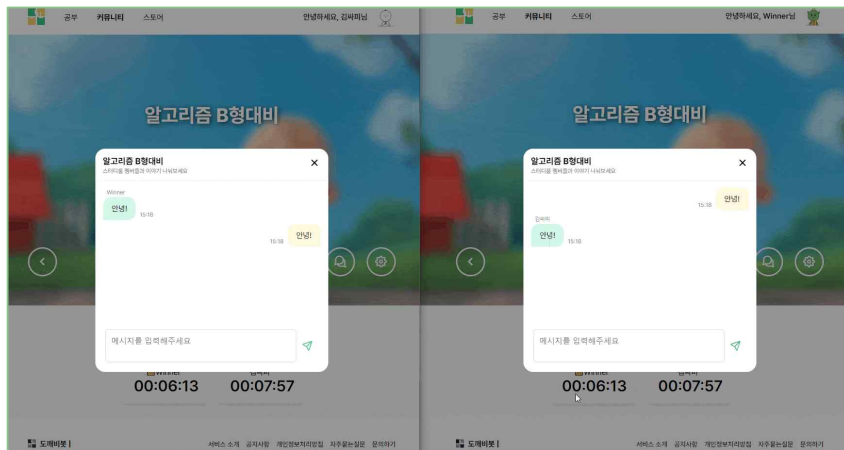 공부 커뮤니티 스토어 안녕하세요, 김싸피님
알고리즘 B형대비
알고리즘 B형대비
스터디룸 멤버들과 이야기 나눠보세요
Winner
안녕! 15:18
15:18 안녕!
메시지를 입력해주세요
Winner 김싸피
00:06:13 00:07:57
도깨비봇 |
서비스 소개 공지사항 개인정보처리방침 자주묻는질문 문의하기
공부 커뮤니티 스토어 안녕하세요, Winner님
알고리즘 B형대비
알고리즘 B형대비
스터디룸 멤버들과 이야기 나눠보세요
15:18 안녕!
김싸피
안녕! 15:18
메시지를 입력해주세요
Winner 김싸피
00:06:13 00:07:57
도깨비봇 |
서비스 소개 공지사항 개인정보처리방침 자주묻는질문 문의하기